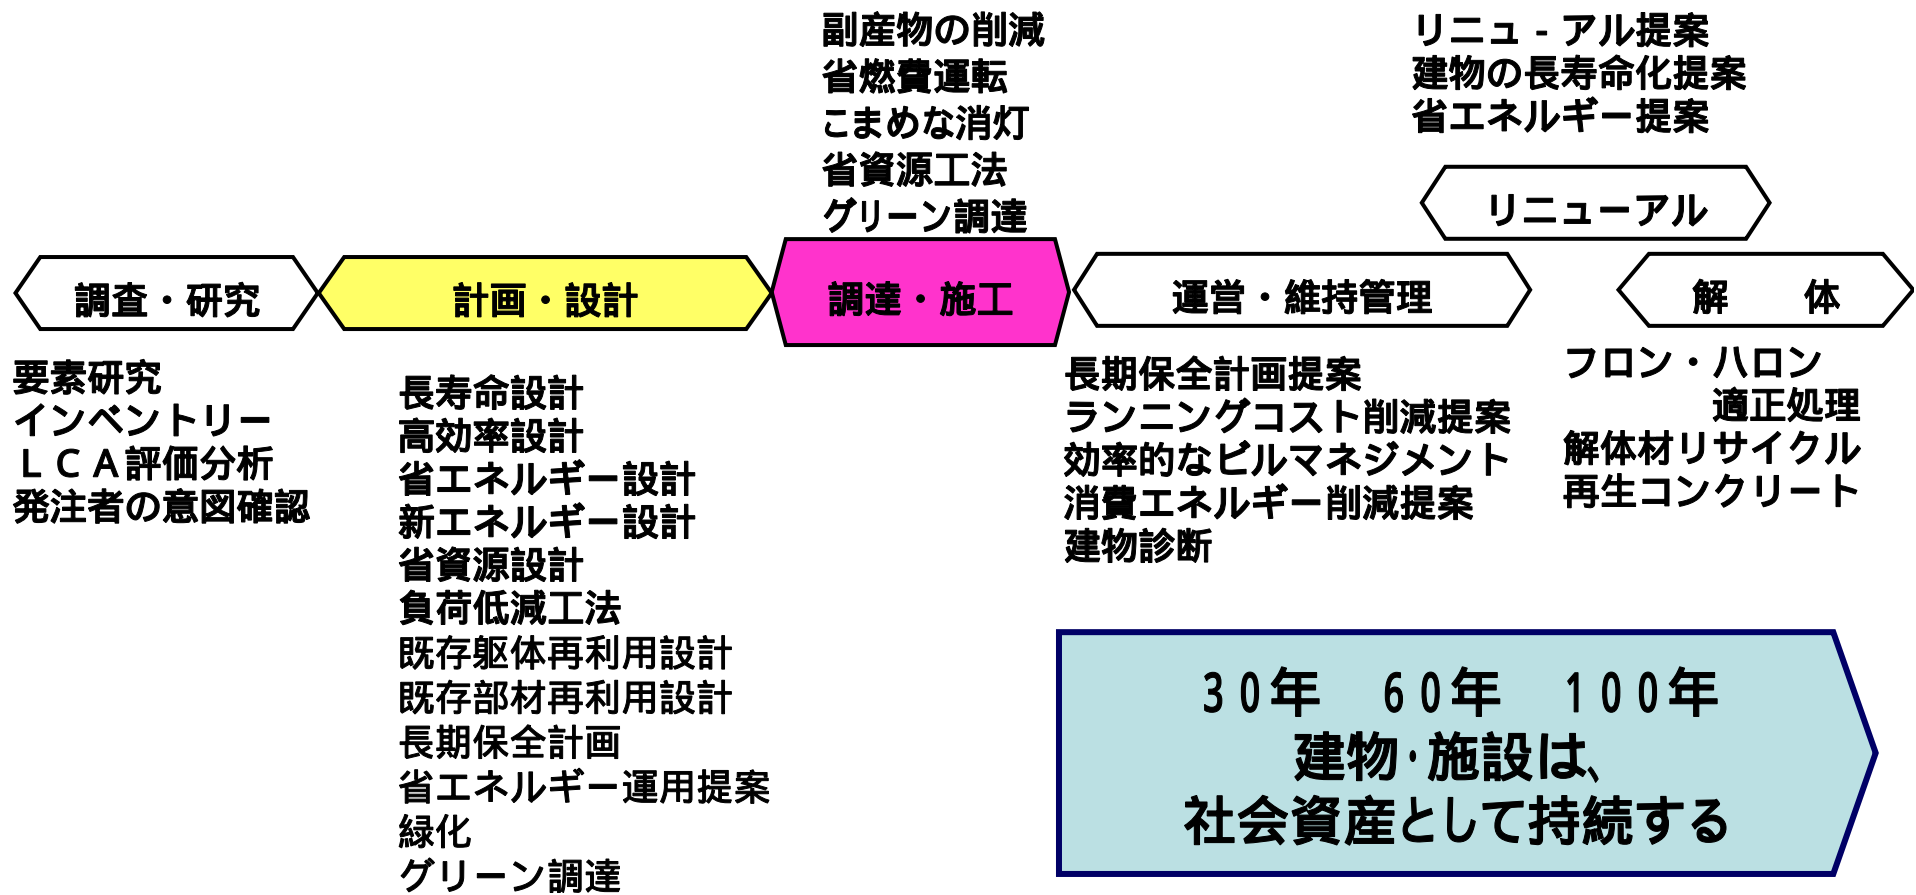 副産物の削減
省燃費運転
こまめな消灯
省資源工法
グリーン調達
リニュ-アル提案
建物の長寿命化提案
省エネルギー提案
リニューアル
調査・研究
計画・設計
調達・施工
運営・維持管理
解　　体
要素研究
インベントリー
ＬＣＡ評価分析
発注者の意図確認
長寿命設計
高効率設計
省エネルギー設計
新エネルギー設計
省資源設計
負荷低減工法
既存躯体再利用設計
既存部材再利用設計
長期保全計画
省エネルギー運用提案
緑化
グリーン調達
長期保全計画提案
ランニングコスト削減提案
効率的なビルマネジメント
消費エネルギー削減提案
建物診断
フロン・ハロン
適正処理
解体材リサイクル
再生コンクリート
３０年　６０年　１００年
建物・施設は、
社会資産として持続する